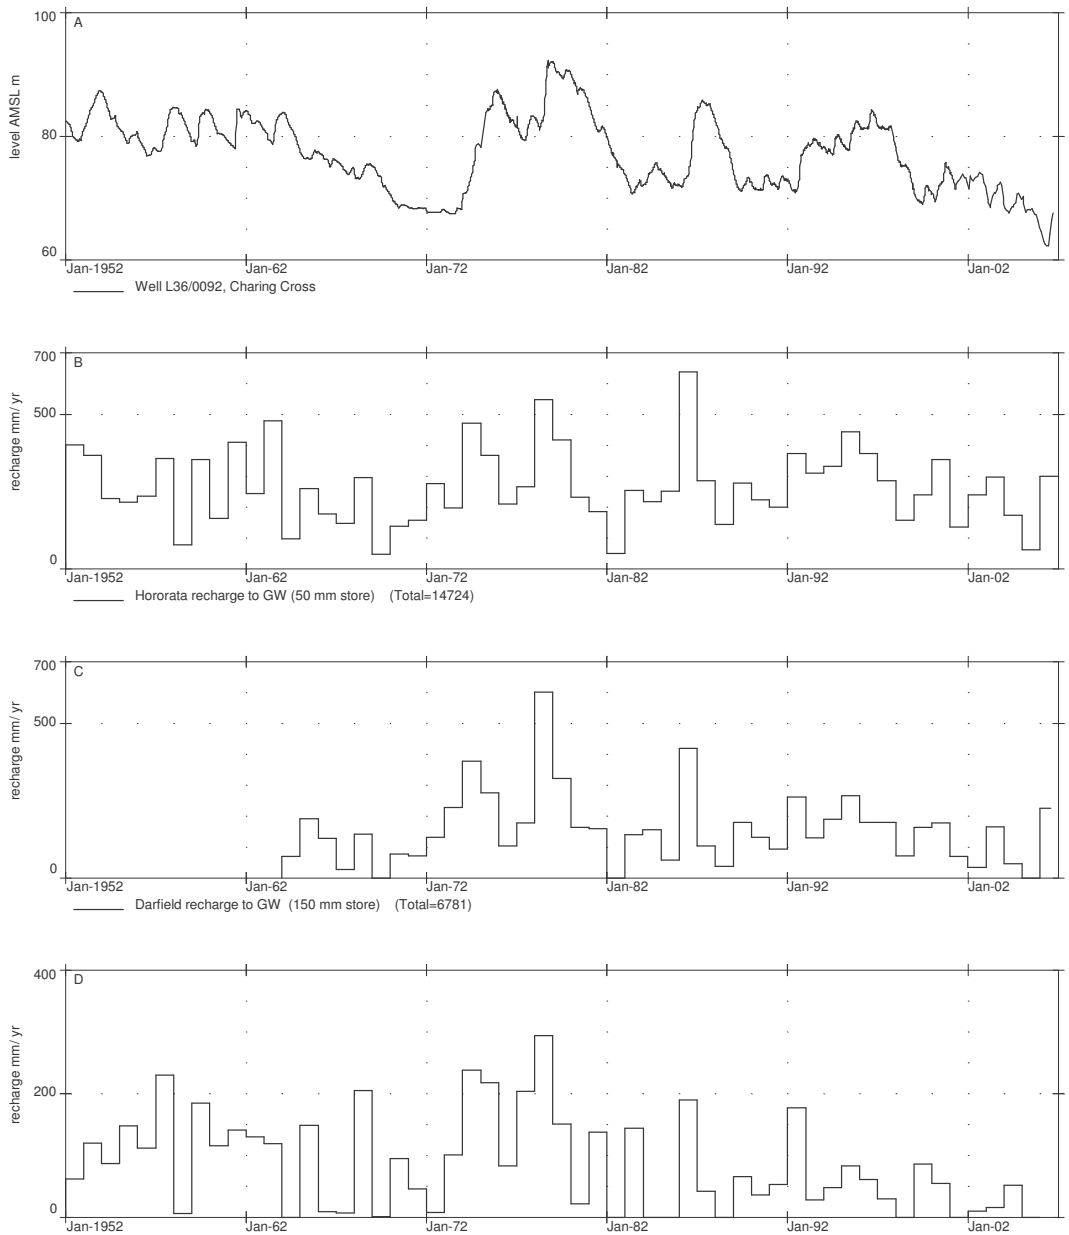 100
A
level AMSL m
80
60
Jan-1952 Jan-62 Jan-72 Jan-82 Jan-92 Jan-02
Well L36/0092, Charing Cross
700
B
500
recharge mm/yr
0
Jan-1952 Jan-62 Jan-72 Jan-82 Jan-92 Jan-02
Hororata recharge to GW (50 mm store) (Total=14724)
700
C
500
recharge mm/yr
0
Jan-1952 Jan-62 Jan-72 Jan-82 Jan-92 Jan-02
Darfield recharge to GW (150 mm store) (Total=6781)
400
D
200
recharge mm/yr
0
Jan-1952 Jan-62 Jan-72 Jan-82 Jan-92 Jan-02